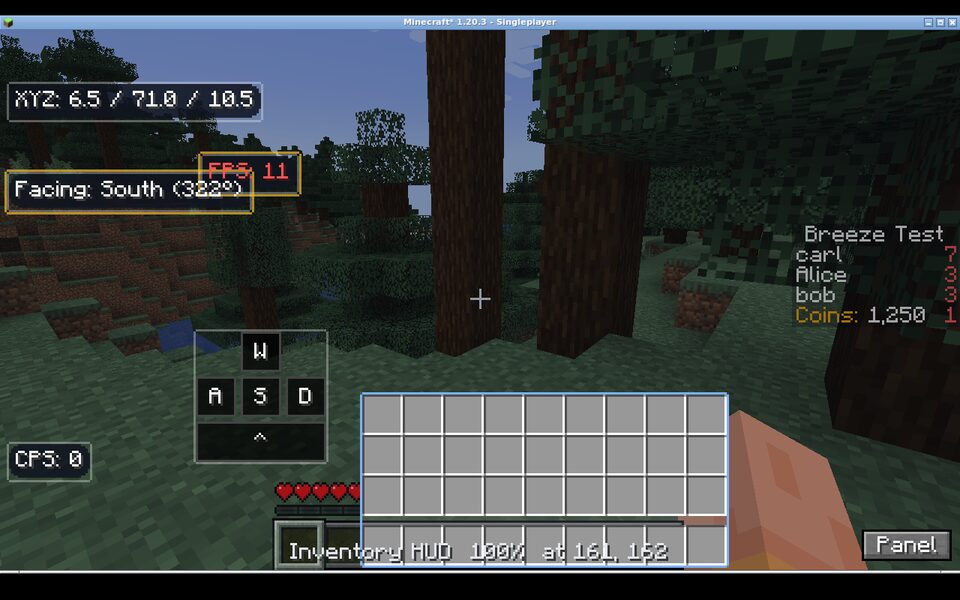 Minecraft* 1.20.3 - Singleplayer
XYZ: 6.5 / 71.0 / 10.5
FPS: 11
Facing: South (322°)
Breeze Test
carl 7
Alice 3
bob 3
Coins: 1,250 1
W
A S D
^
CPS: 0
Inventory HUD 100% at 161, 162
Panel